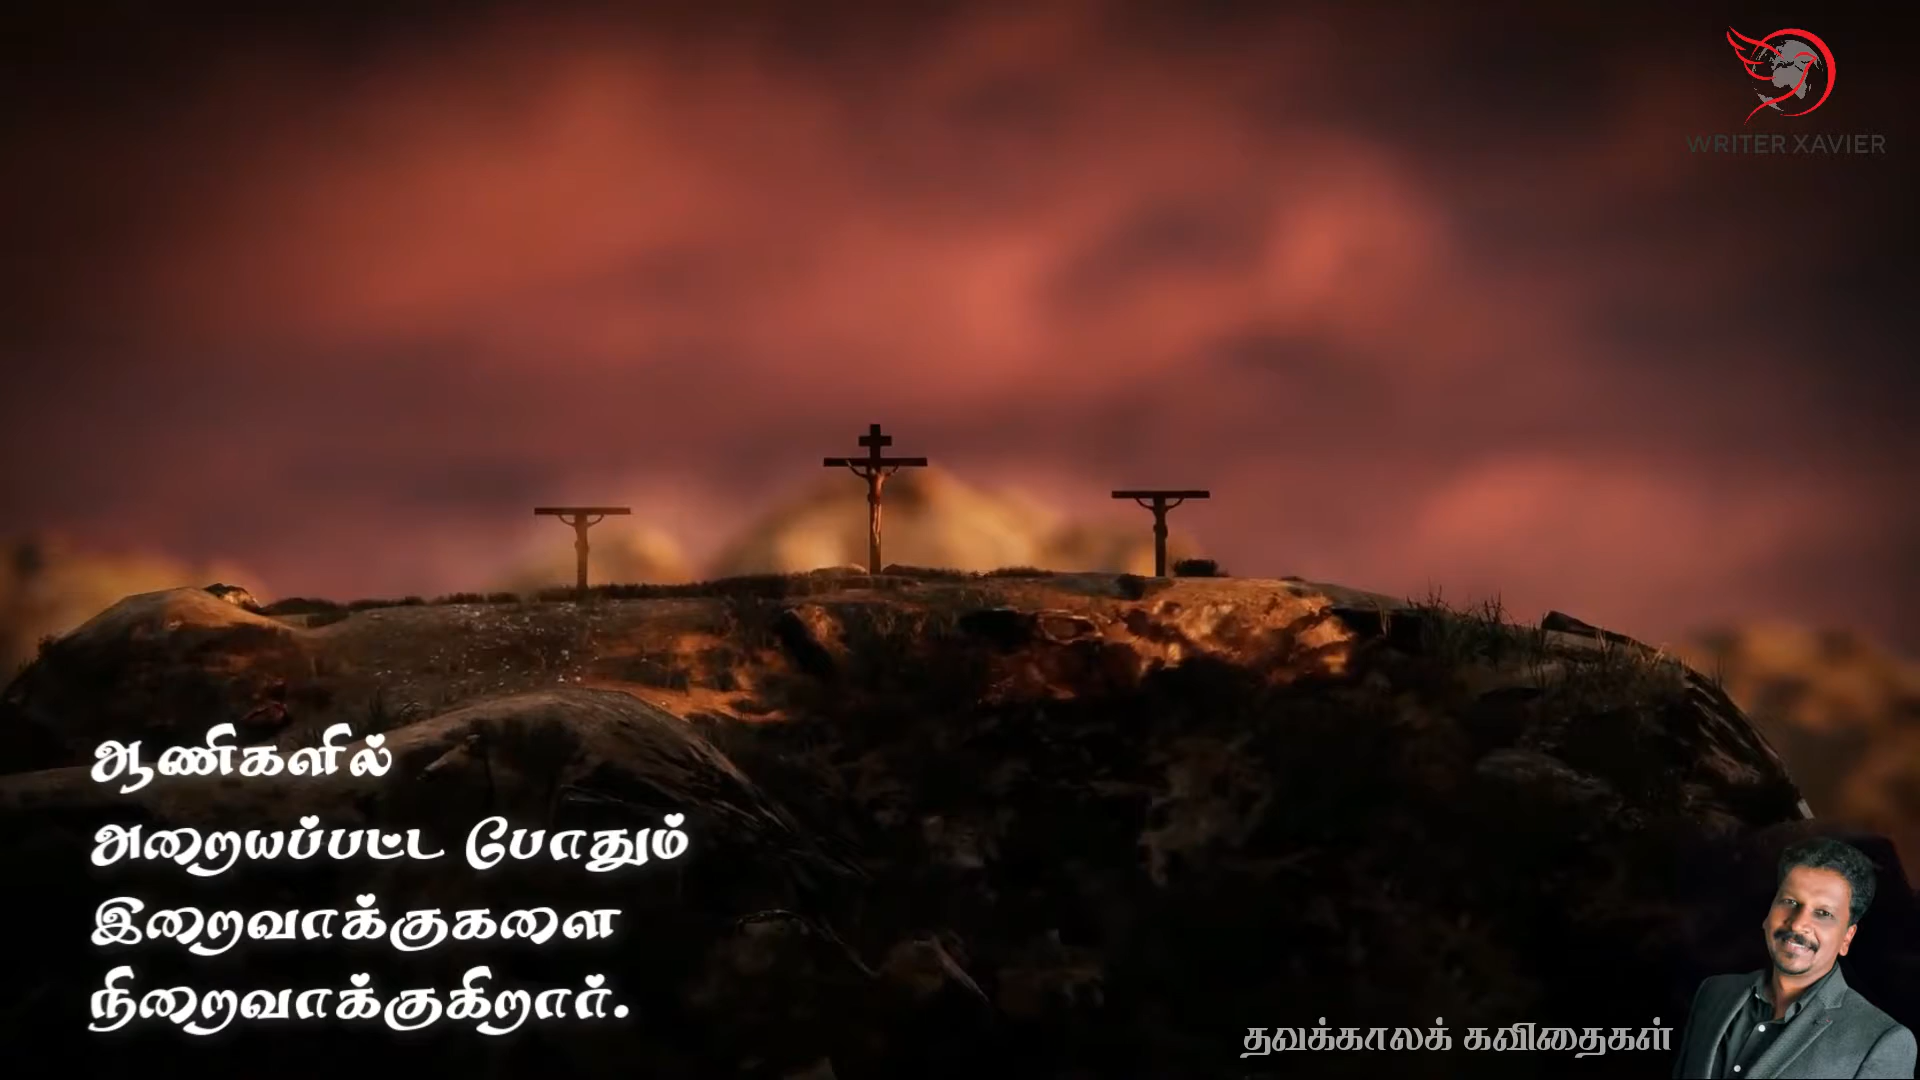 WRITER XAVIER
ஆணிகளில்
அறையப்பட்ட போதும்
இறைவாக்குகளை
நிறைவாக்குகிறார்.
தவக்காலக் கவிதைகள்